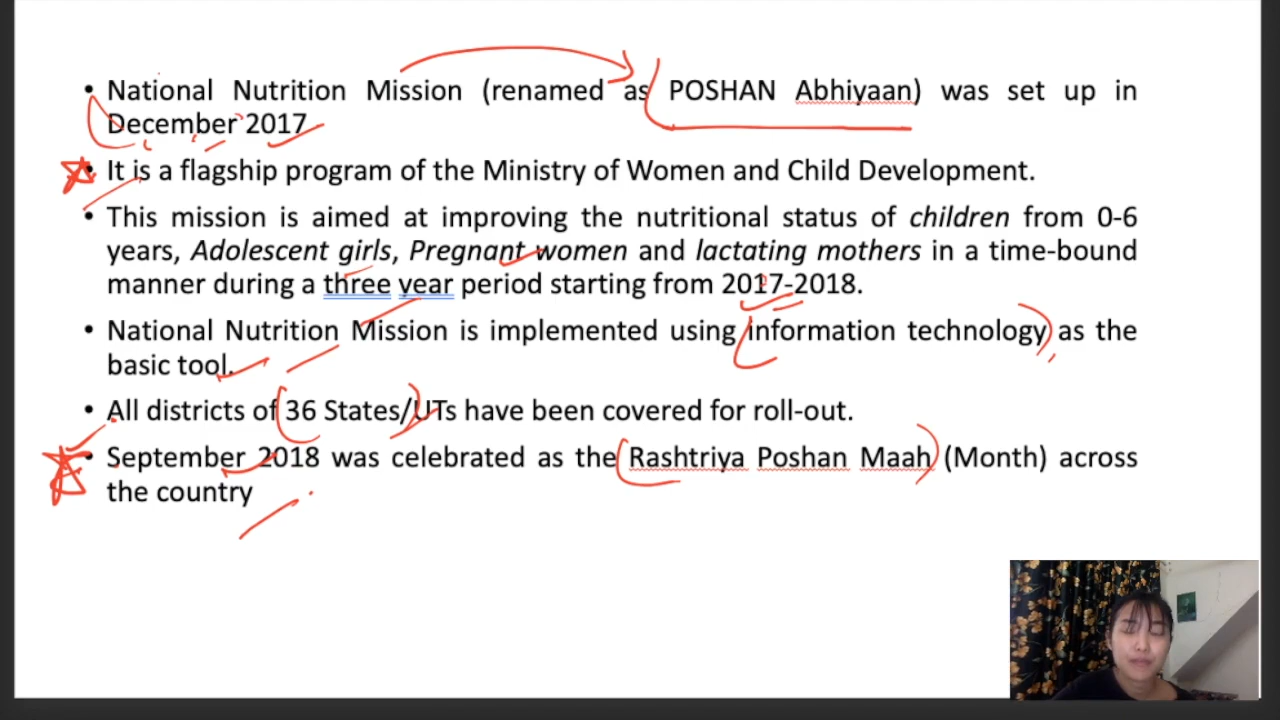 • National Nutrition Mission (renamed as POSHAN Abhiyaan) was set up in
December 2017
• It is a flagship program of the Ministry of Women and Child Development.
• This mission is aimed at improving the nutritional status of children from 0-6
years, Adolescent girls, Pregnant women and lactating mothers in a time-bound
manner during a three year period starting from 2017-2018.
• National Nutrition Mission is implemented using information technology as the
basic tool.
• All districts of 36 States/UTs have been covered for roll-out.
• September 2018 was celebrated as the Rashtriya Poshan Maah (Month) across
the country